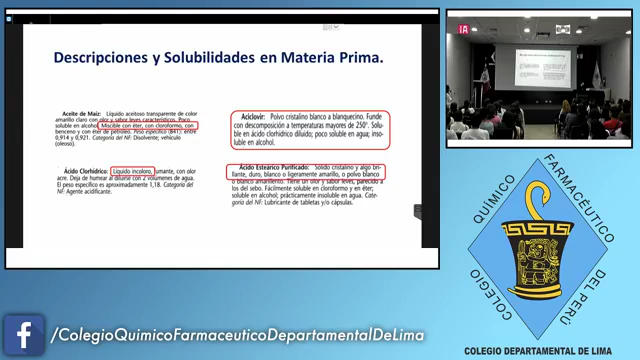 Descripciones y Solubilidades en Materia Prima.
Aceite de Maíz: Líquido aceitoso transparente de color
amarillo claro con olor y sabor leves característicos. Poco
soluble en alcohol. Miscible con éter, con cloroformo, con
benceno y con éter de petróleo. Peso específico (841): entre
0,914 y 0,921. Categoría del NF: Disolvente; vehículo
(oleoso).
Aciclovir: Polvo cristalino blanco a blanquecino. Funde
con descomposición a temperaturas mayores de 250°. Solu-
ble en ácido clorhídrico diluido; poco soluble en agua; inso-
luble en alcohol.
Ácido Clorhídrico: Líquido incoloro, fumante, con olor
acre. Deja de humear al diluirse con 2 volúmenes de agua.
El peso específico es aproximadamente 1,18. Categoría del
NF: Agente acidificante.
Ácido Esteárico Purificado: Sólido cristalino y algo bri-
llante, duro, blanco o ligeramente amarillo, o polvo blanco
o blanco amarillento. Tiene un olor y sabor leves, parecido a
los del sebo. Fácilmente soluble en cloroformo y en éter;
soluble en alcohol; prácticamente insoluble en agua. Cate-
goría del NF: Lubricante de tabletas y/o cápsulas.
COLEGIO QUÍMICO FARMACÉUTICO DEL PERÚ
COLEGIO DEPARTAMENTAL DE LIMA
f /ColegioQuimicoFarmaceuticoDepartamentalDeLima